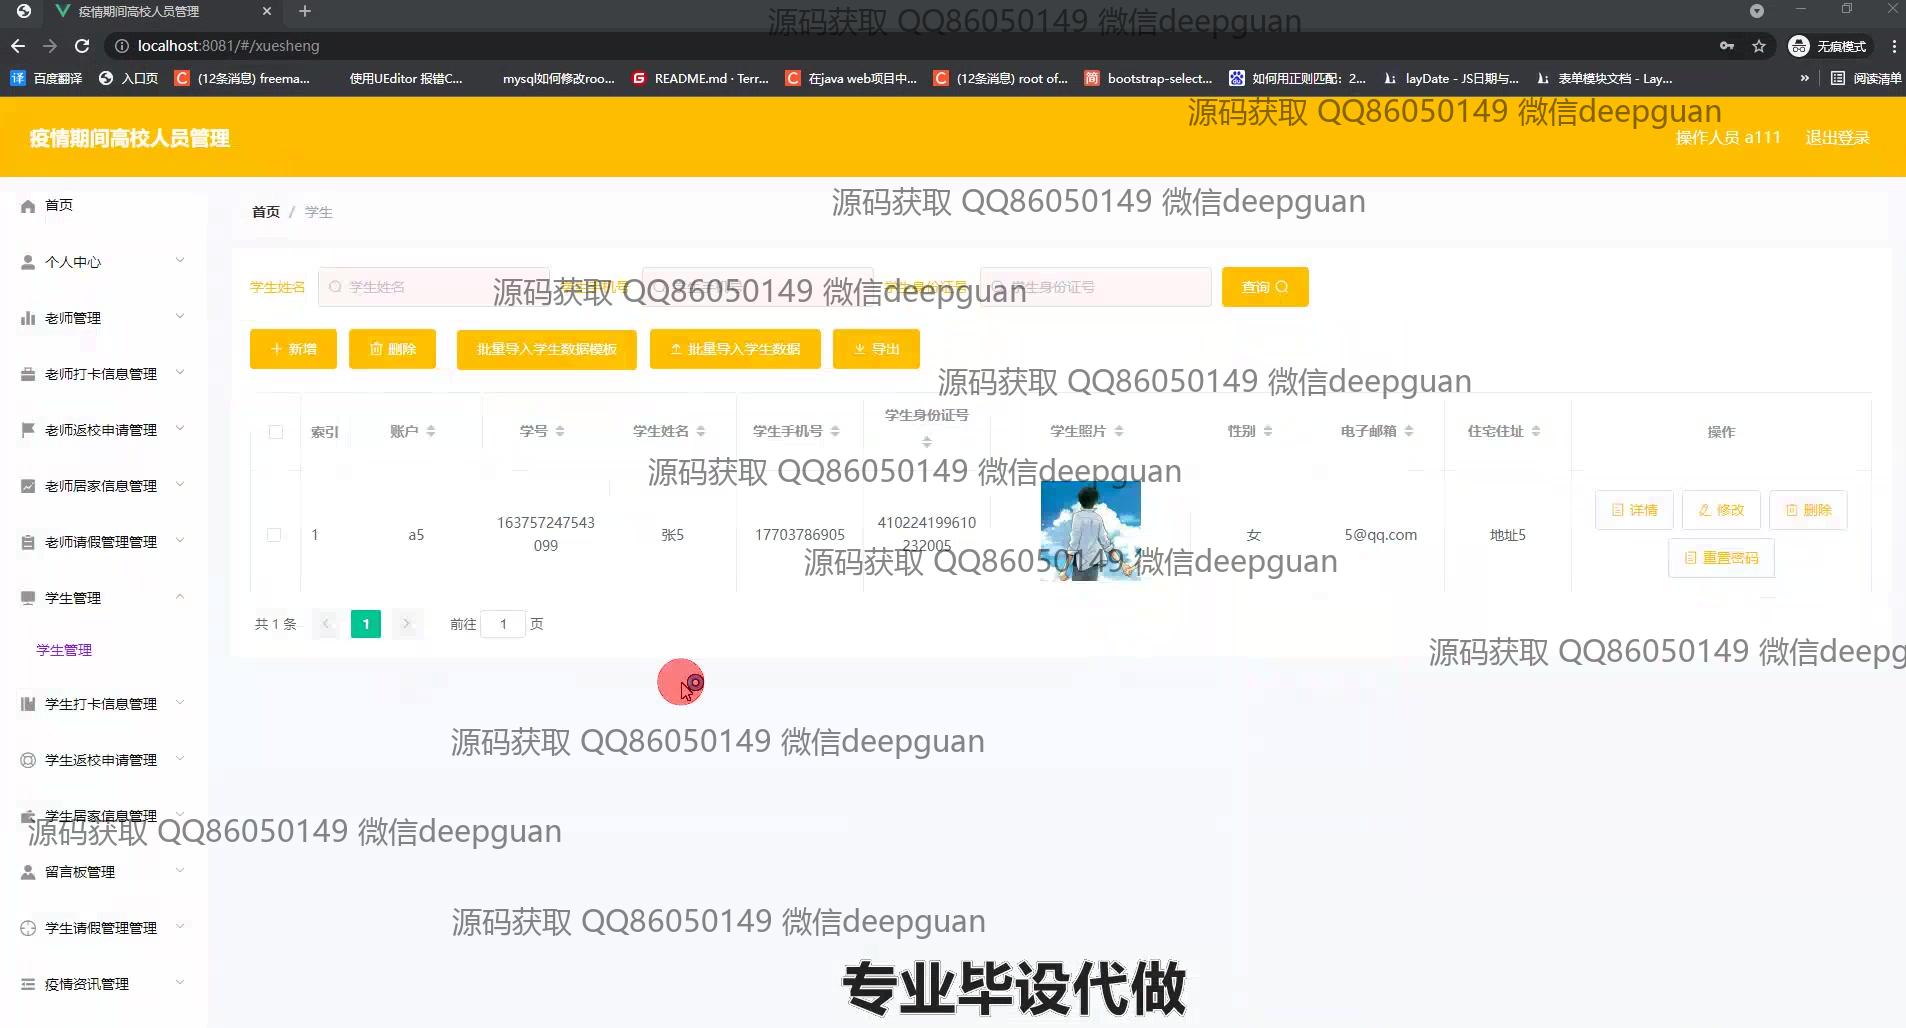 疫情期间高校人员管理
源码获取 QQ86050149 微信deepguan
localhost:8081/#/xuesheng
无痕模式
百度翻译
入口页
(12条消息) freema...
使用UEditor 报错C...
mysql如何修改roo...
README.md · Terr...
在java web项目中...
(12条消息) root of...
bootstrap-select...
如何用正则匹配：2...
layDate - JS日期与...
表单模块文档 - Lay...
»
阅读清单
源码获取 QQ86050149 微信deepguan
疫情期间高校人员管理
操作人员 a111
退出登录
首页
个人中心
老师管理
老师打卡信息管理
老师返校申请管理
老师居家信息管理
老师请假管理管理
学生管理
学生管理
学生打卡信息管理
学生返校申请管理
学生居家信息管理
源码获取 QQ86050149 微信deepguan
留言板管理
学生请假管理管理
疫情资讯管理
源码获取 QQ86050149 微信deepguan
首页 / 学生
学生姓名
学生姓名
学生手机号
学生身份证号
学生身份证号
查询
源码获取 QQ86050149 微信deepguan
新增
删除
批量导入学生数据模板
批量导入学生数据
导出
源码获取 QQ86050149 微信deepguan
索引
账户
学号
学生姓名
学生手机号
学生身份证号
学生照片
性别
电子邮箱
住宅住址
操作
源码获取 QQ86050149 微信deepguan
1
a5
163757247543
099
张5
17703786905
410224199610
232005
女
5@qq.com
地址5
详情
修改
删除
重置密码
源码获取 QQ86050149 微信deepguan
共 1 条
1
前往 1 页
源码获取 QQ86050149 微信deepg
源码获取 QQ86050149 微信deepguan
源码获取 QQ86050149 微信deepguan
专业毕设代做